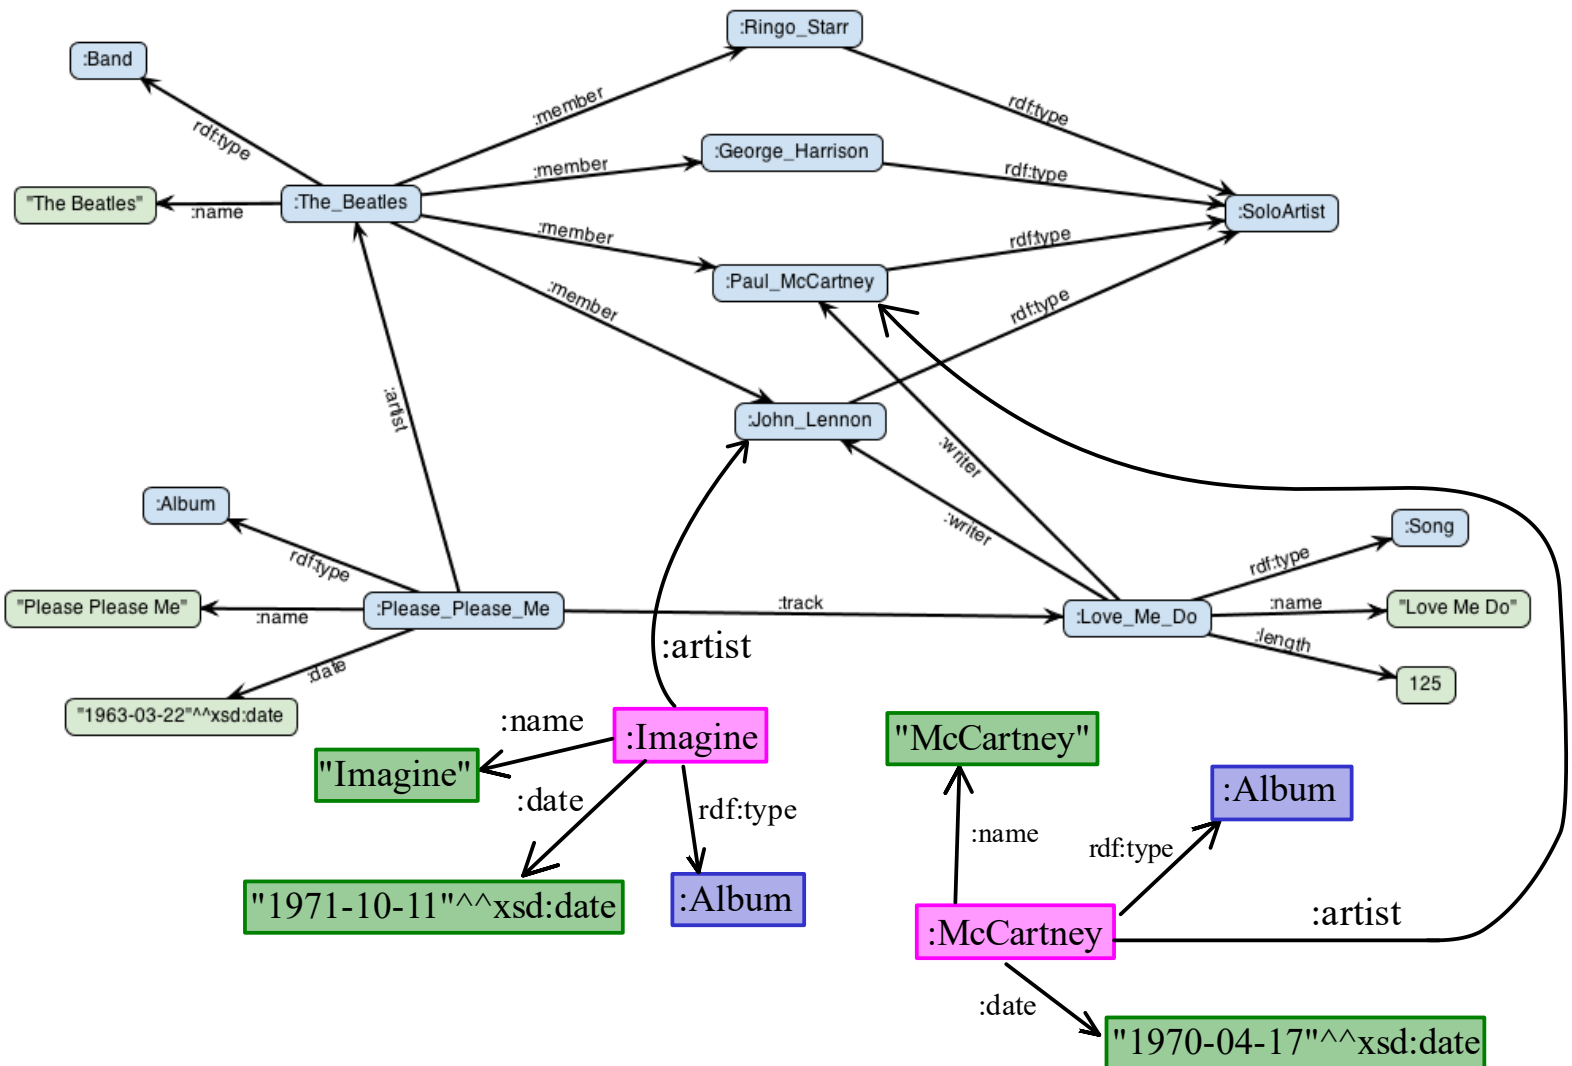 :Ringo_Starr
:Band
:member
rdf:type
rdf:type
:George_Harrison
:member
rdf:type
"The Beatles"
:name
:The_Beatles
:SoloArtist
:member
rdf:type
:Paul_McCartney
:member
rdf:type
:artist
:John_Lennon
:writer
:Album
:writer
:Song
rdf:type
rdf:type
"Please Please Me"
:name
:Please_Please_Me
:track
:Love_Me_Do
:name
"Love Me Do"
:length
:artist
:date
125
"1963-03-22"^^xsd:date
:name
:Imagine
"McCartney"
"Imagine"
:date
rdf:type
:Album
:name
rdf:type
"1971-10-11"^^xsd:date
:Album
:McCartney
:artist
:date
"1970-04-17"^^xsd:date